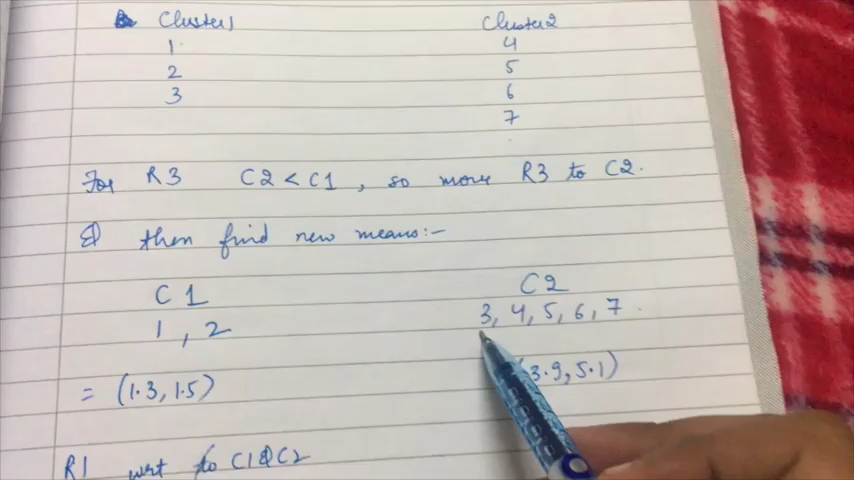 Cluster1 Cluster2
1 4
2 5
3 6
7
For R3 C2 < C1 , so move R3 to C2.
then find new means:-
C1 C2
1 , 2 3, 4, 5, 6, 7
= (1.3, 1.5) (3.9, 5.1)
R1 wrt to C1&C2